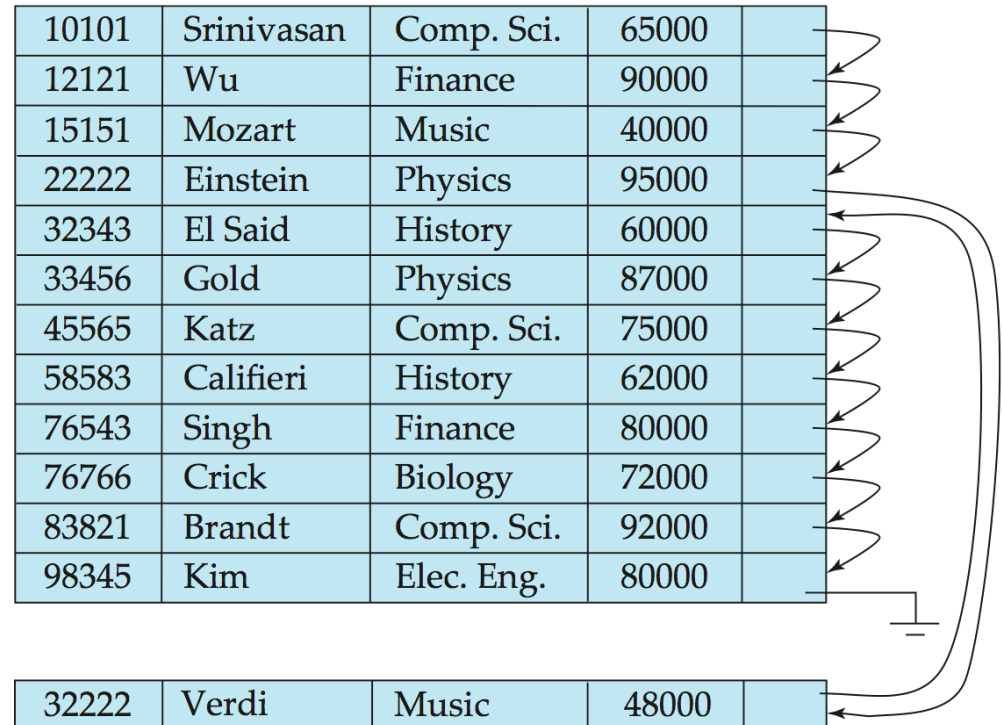 10101 Srinivasan Comp. Sci. 65000
12121 Wu Finance 90000
15151 Mozart Music 40000
22222 Einstein Physics 95000
32343 El Said History 60000
33456 Gold Physics 87000
45565 Katz Comp. Sci. 75000
58583 Califieri History 62000
76543 Singh Finance 80000
76766 Crick Biology 72000
83821 Brandt Comp. Sci. 92000
98345 Kim Elec. Eng. 80000
32222 Verdi Music 48000